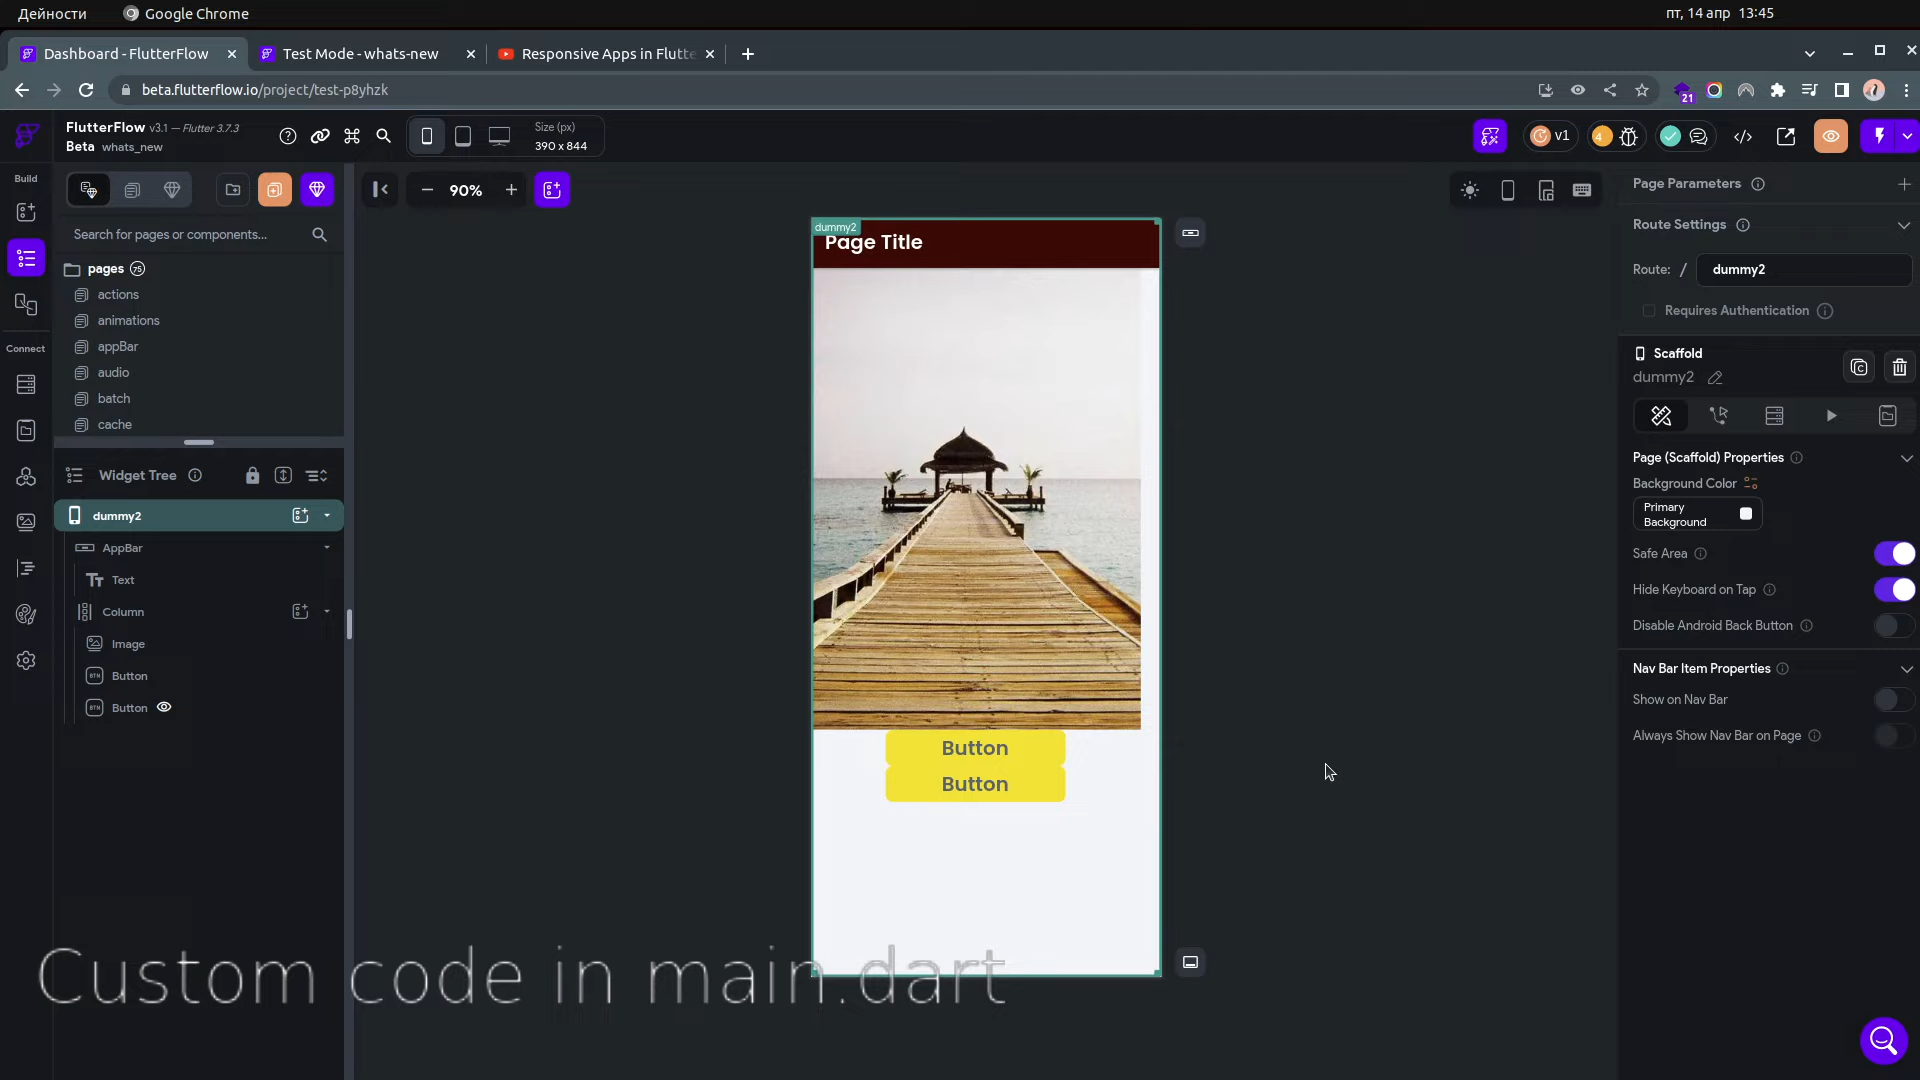 Дейности
Google Chrome
пт, 14 апр 13:45
Dashboard - FlutterFlow
Test Mode - whats-new
Responsive Apps in Flutte
beta.flutterflow.io/project/test-p8yhzk
21
FlutterFlow v3.1 — Flutter 3.7.3
Beta whats_new
Size (px)
390 x 844
v1
4
Build
90%
Page Parameters
Search for pages or components...
Route Settings
pages 75
Route: / dummy2
actions
Requires Authentication
animations
Connect
appBar
Scaffold
audio
dummy2
batch
cache
Widget Tree
Page (Scaffold) Properties
Background Color
Primary
Background
dummy2
AppBar
Safe Area
Text
Hide Keyboard on Tap
Column
Disable Android Back Button
Image
Nav Bar Item Properties
BTN Button
Show on Nav Bar
BTN Button
Always Show Nav Bar on Page
dummy2
Page Title
Button
Button
Custom code in main.dart